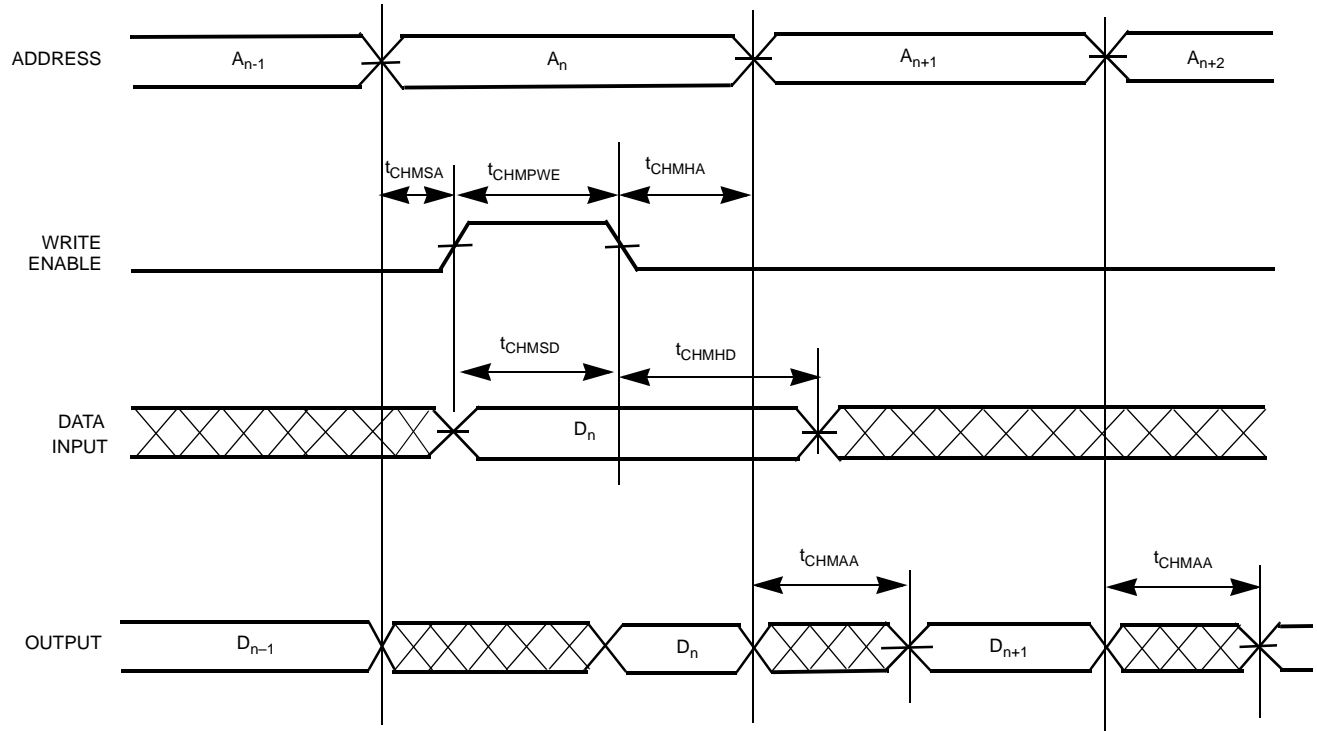 ADDRESS
An-1
An
An+1
An+2
tCHMSA
tCHMPWE
tCHMHA
WRITE
ENABLE
tCHMSD
tCHMHD
DATA
INPUT
Dn
tCHMAA
tCHMAA
OUTPUT
Dn–1
Dn
Dn+1